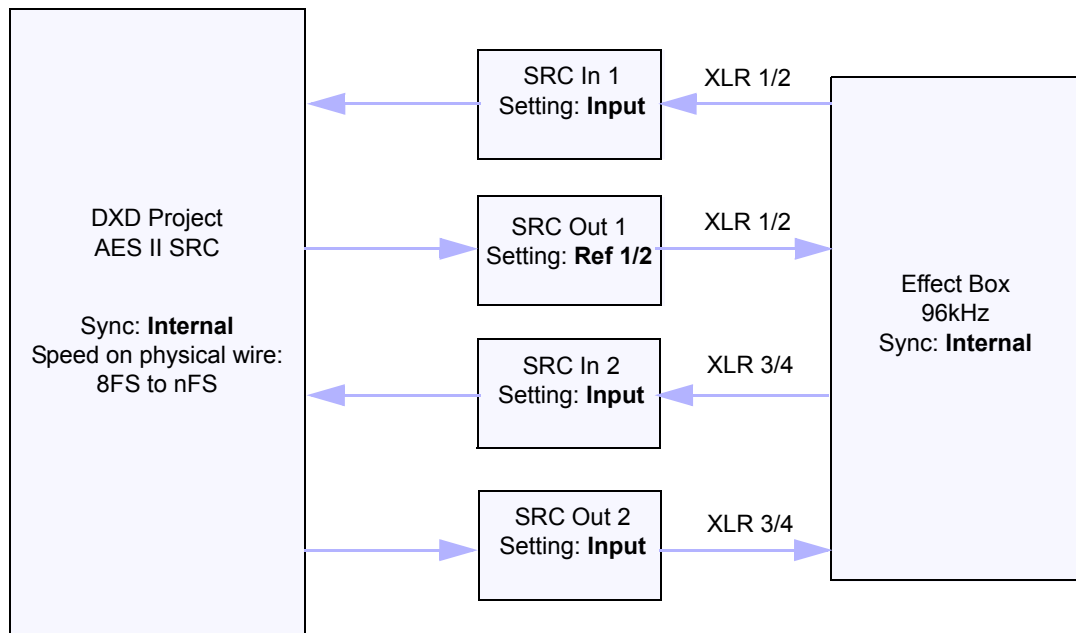 DXD Project
AES II SRC
Sync: Internal
Speed on physical wire:
8FS to nFS
SRC In 1
Setting: Input
XLR 1/2
SRC Out 1
Setting: Ref 1/2
XLR 1/2
SRC In 2
Setting: Input
XLR 3/4
SRC Out 2
Setting: Input
XLR 3/4
Effect Box
96kHz
Sync: Internal